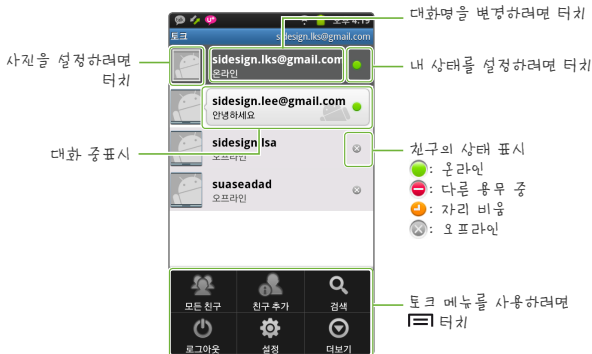 오후 4:19
토크
sidesign.lks@gmail.com
sidesign.lks@gmail.com
온라인
sidesign.lee@gmail.com
안녕하세요
sidesign.lsa
오프라인
suaseadad
오프라인
모든 친구
친구 추가
검색
로그아웃
설정
더보기
사진을 설정하려면
터치
대화 중표시
대화명을 변경하려면 터치
내 상태를 설정하려면 터치
친구의 상태 표시
: 온라인
: 다른 용무 중
: 자리 비움
: 오프라인
토크 메뉴를 사용하려면
터치